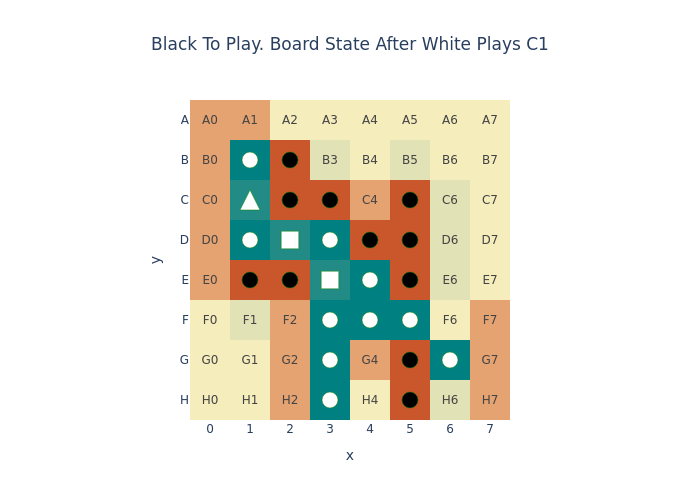 Black To Play. Board State After White Plays C1
A A0 A1 A2 A3 A4 A5 A6 A7
B B0 B3 B4 B5 B6 B7
C C0 C4 C6 C7
D D0 D6 D7
E E0 E6 E7
F F0 F1 F2 F6 F7
G G0 G1 G2 G4 G7
H H0 H1 H2 H4 H6 H7
0 1 2 3 4 5 6 7
x
y